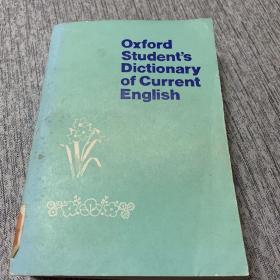 Oxford
Student's
Dictionary
of Current
English